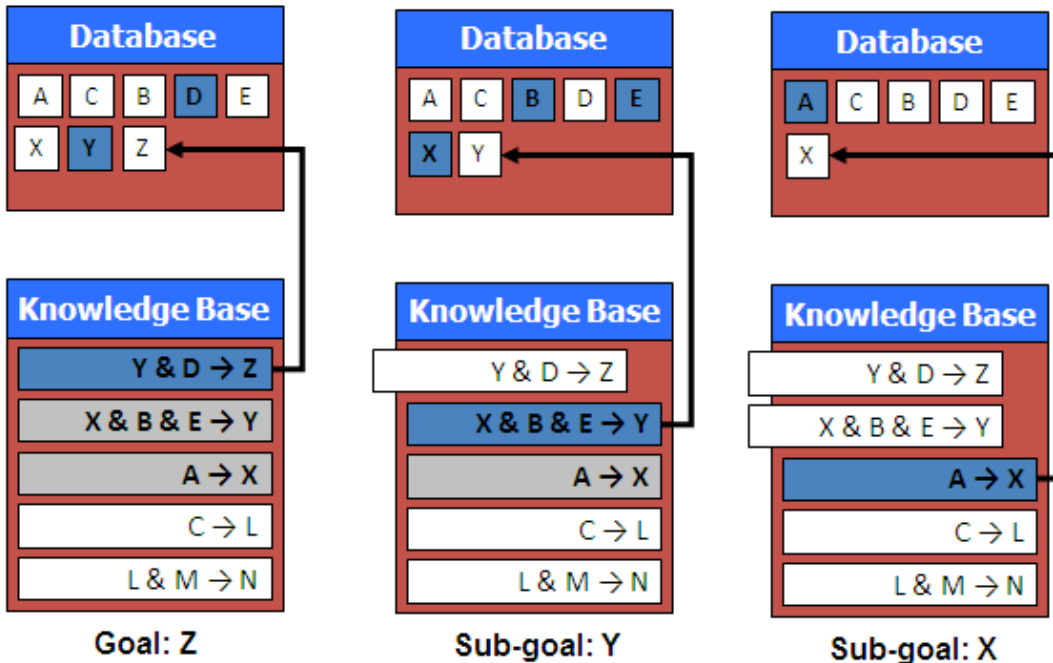 Database
A C B D E
X Y Z
Knowledge Base
Y & D → Z
X & B & E → Y
A → X
C → L
L & M → N
Goal: Z
Database
A C B D E
X Y
Knowledge Base
Y & D → Z
X & B & E → Y
A → X
C → L
L & M → N
Sub-goal: Y
Database
A C B D E
X
Knowledge Base
Y & D → Z
X & B & E → Y
A → X
C → L
L & M → N
Sub-goal: X